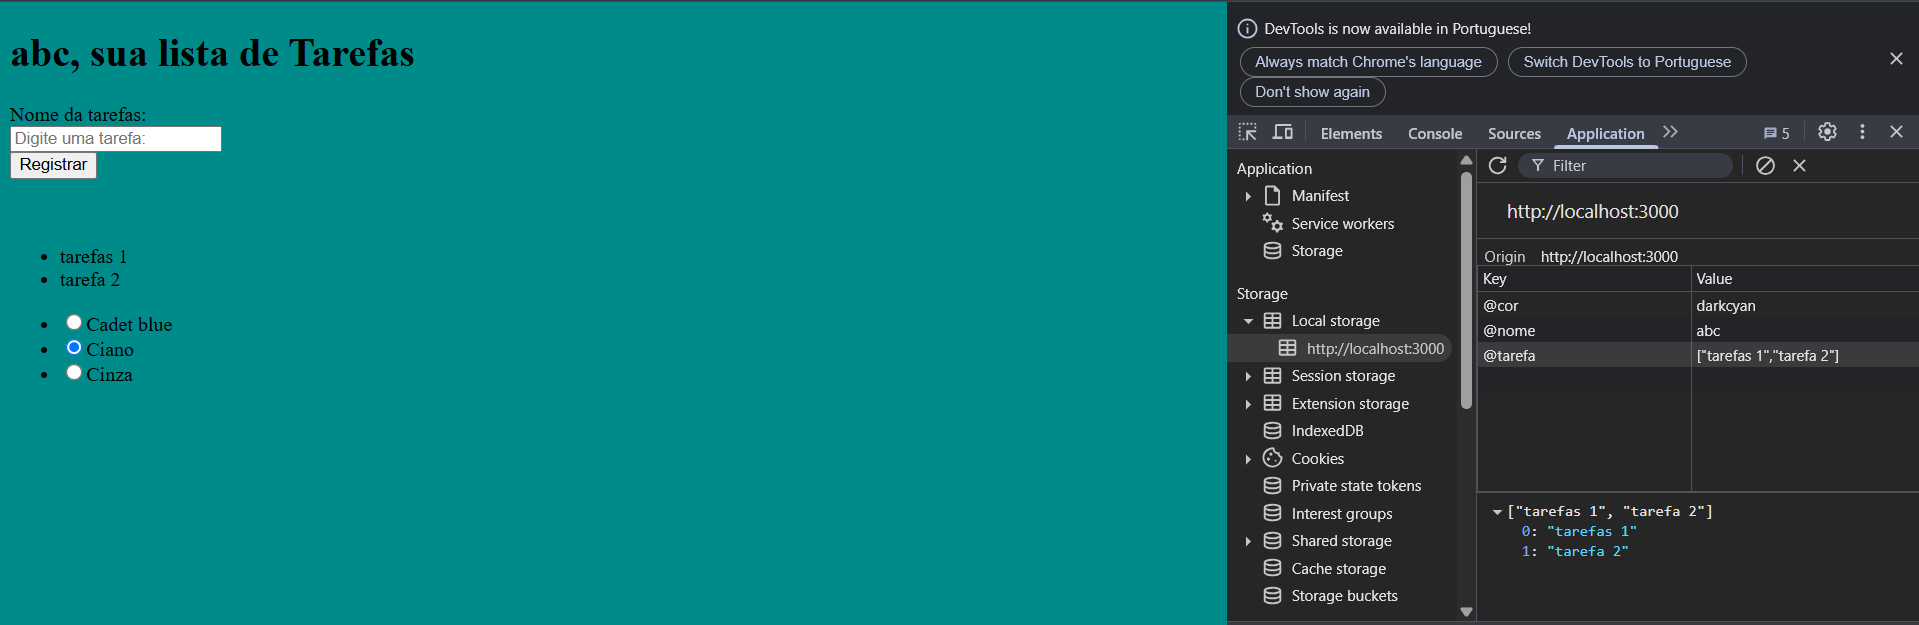 abc, sua lista de Tarefas
Nome da tarefas:
Digite uma tarefa:
Registrar
tarefas 1
tarefa 2
Cadet blue
Ciano
Cinza
DevTools is now available in Portuguese!
Always match Chrome's language
Switch DevTools to Portuguese
Don't show again
Elements Console Sources Application 5
Application
Manifest
Service workers
Storage
Storage
Local storage
http://localhost:3000
Session storage
Extension storage
IndexedDB
Cookies
Private state tokens
Interest groups
Shared storage
Cache storage
Storage buckets
Filter
http://localhost:3000
Origin http://localhost:3000
Key Value
@cor darkcyan
@nome abc
@tarefa ["tarefas 1","tarefa 2"]
["tarefas 1", "tarefa 2"]
0: "tarefas 1"
1: "tarefa 2"